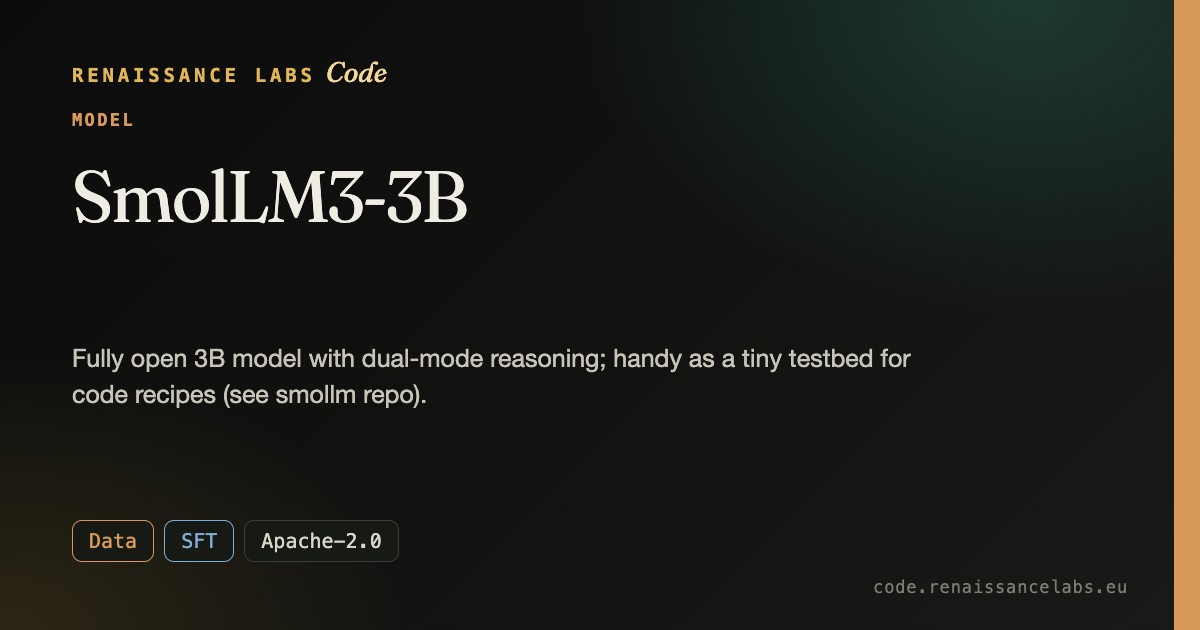 RENAISSANCE LABS Code
MODEL
SmolLM3-3B
Fully open 3B model with dual-mode reasoning; handy as a tiny testbed for
code recipes (see smollm repo).
Data SFT Apache-2.0
code.renaissancelabs.eu